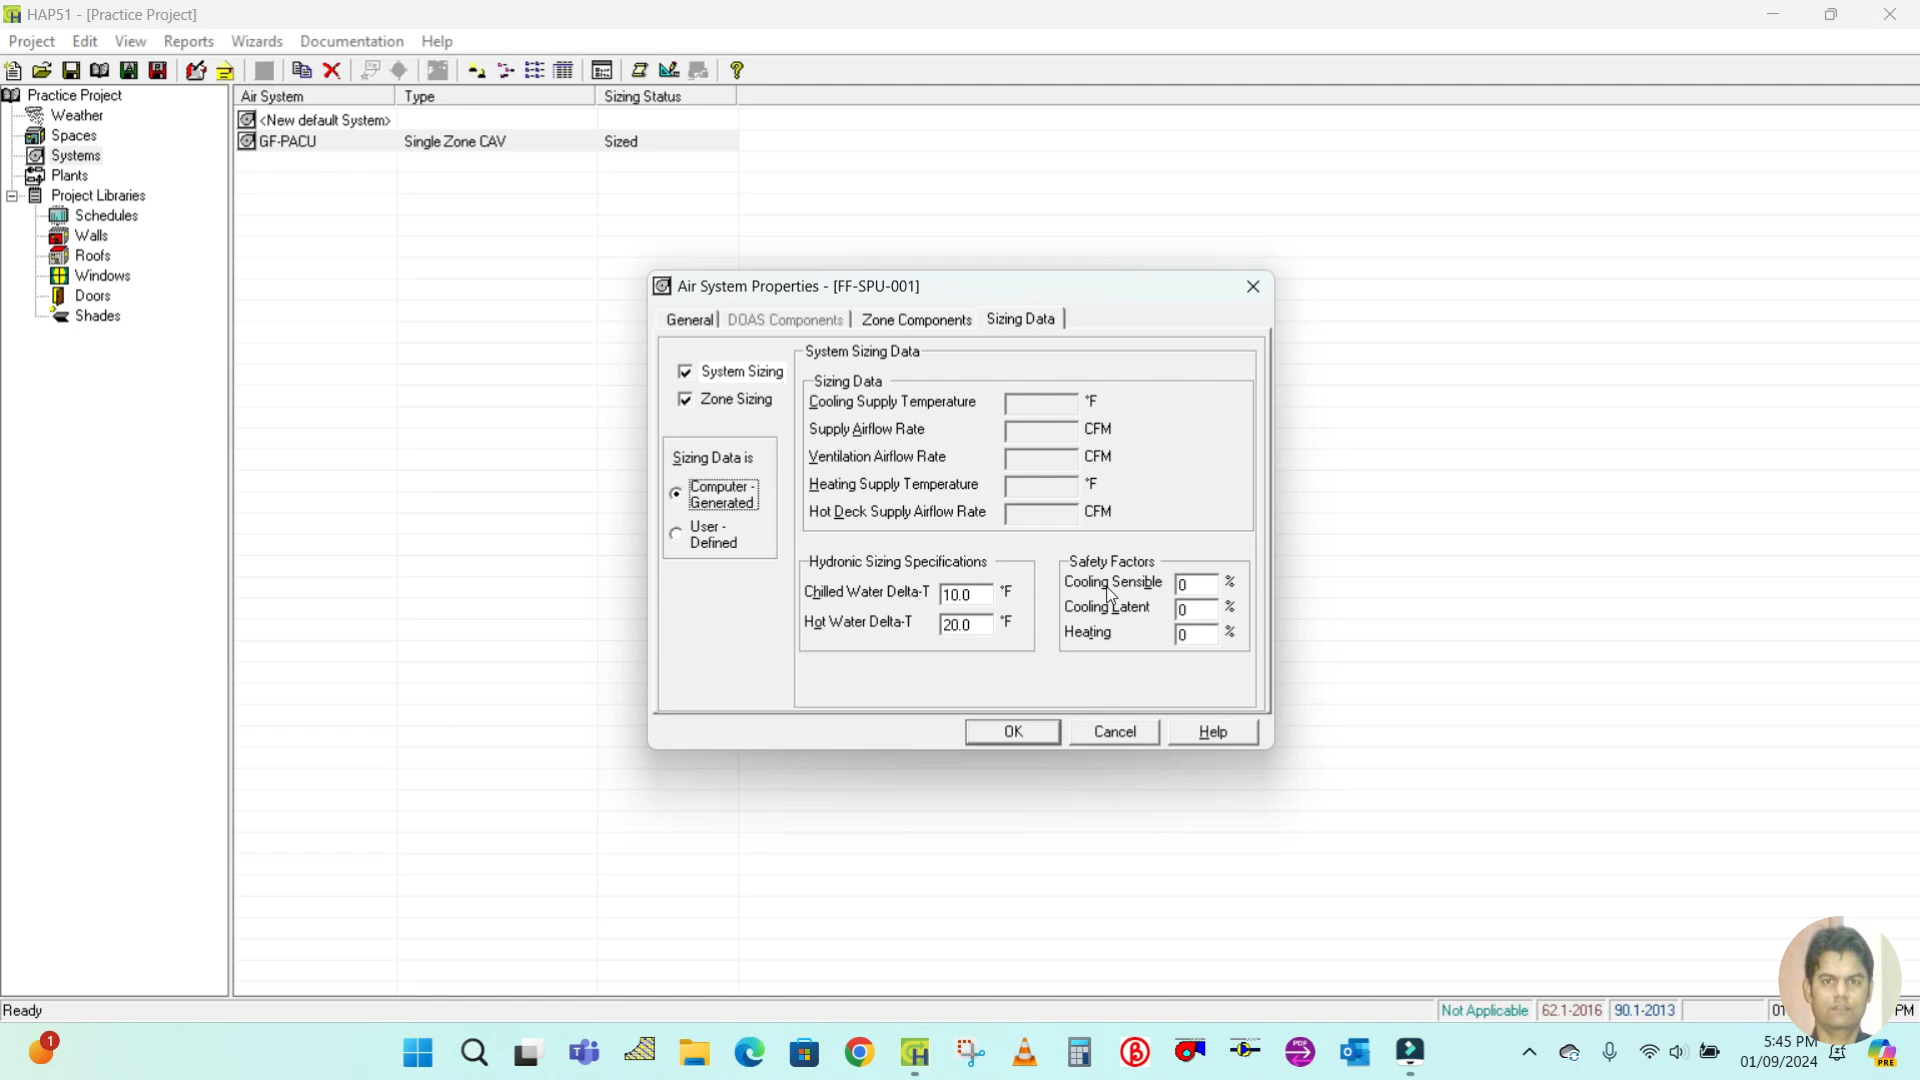 HAP51 - [Practice Project]
Project Edit View Reports Wizards Documentation Help
Practice Project
Weather
Spaces
Systems
Plants
Project Libraries
Schedules
Walls
Roofs
Windows
Doors
Shades
Air System Type Sizing Status
<New default System>
GF-PACU Single Zone CAV Sized
Air System Properties - [FF-SPU-001]
General DOAS Components Zone Components Sizing Data
System Sizing
Zone Sizing
Sizing Data is
Computer -
Generated
User -
Defined
System Sizing Data
Sizing Data
Cooling Supply Temperature °F
Supply Airflow Rate CFM
Ventilation Airflow Rate CFM
Heating Supply Temperature °F
Hot Deck Supply Airflow Rate CFM
Hydronic Sizing Specifications
Chilled Water Delta-T 10.0 °F
Hot Water Delta-T 20.0 °F
Safety Factors
Cooling Sensible 0 %
Cooling Latent 0 %
Heating 0 %
OK Cancel Help
Ready Not Applicable 62.1-2016 90.1-2013 PM
1
PDF
PRE
5:45 PM
01/09/2024